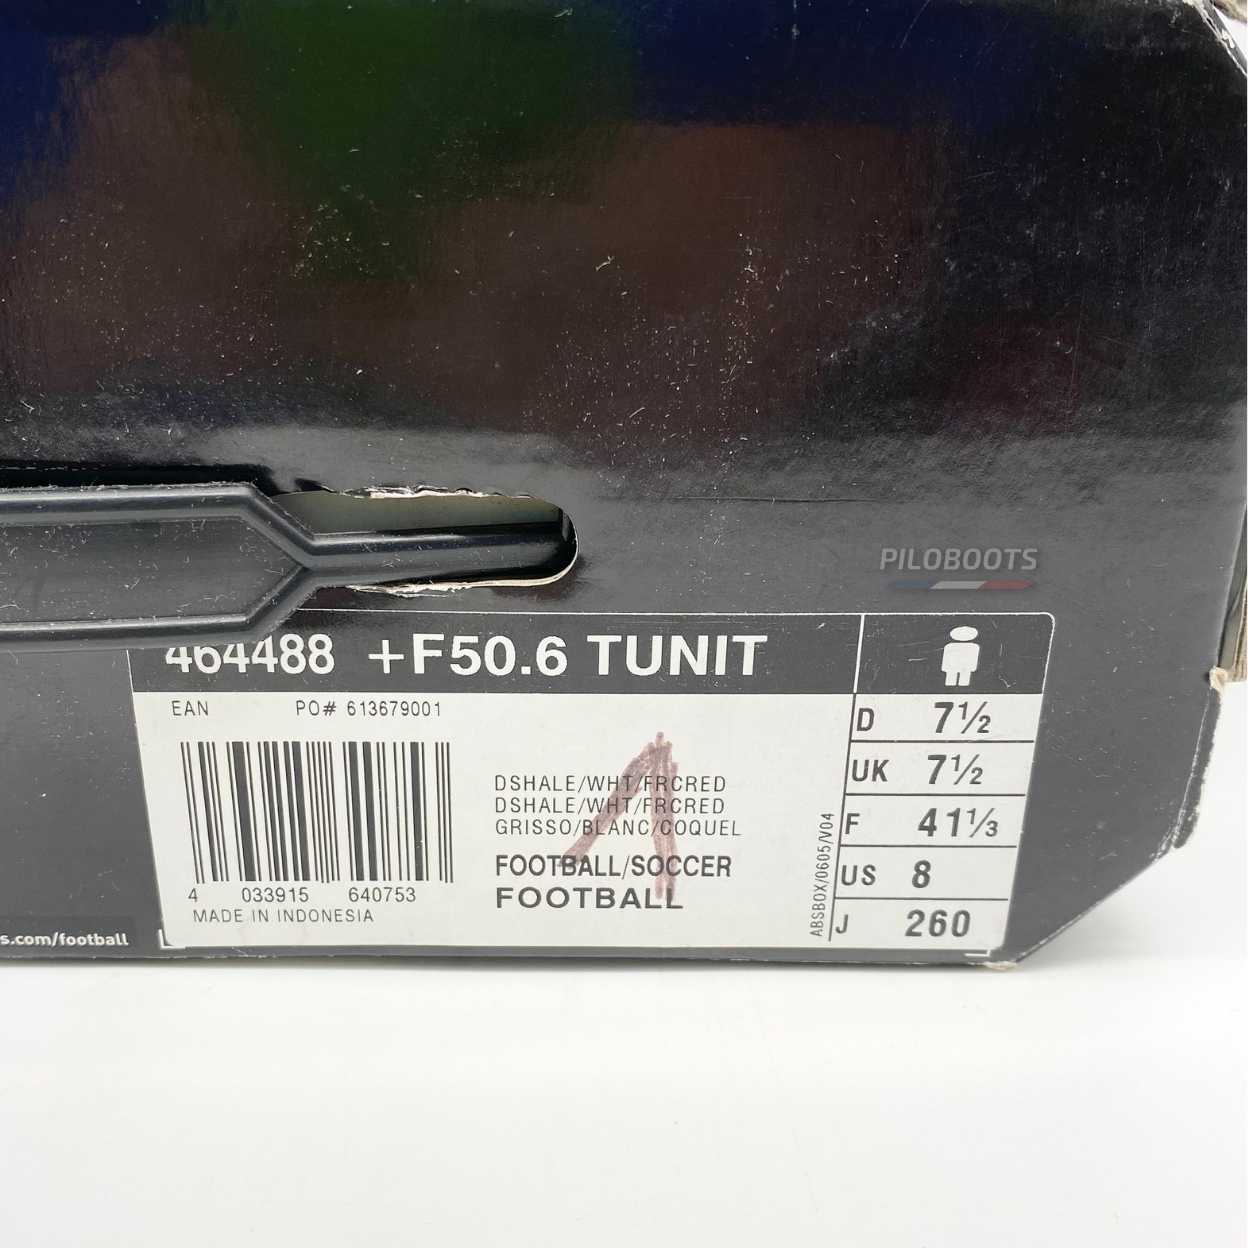 PILOBOOTS
464488 +F50.6 TUNIT
EAN PO# 613679001
DSHALE/WHT/FRCRED
DSHALE/WHT/FRCRED
GRISSO/BLANC/COQUEL
FOOTBALL/SOCCER
FOOTBALL
4 033915 640753
MADE IN INDONESIA
ABSBOX/0605/V04
D 7½
UK 7½
F 41⅓
US 8
J 260
s.com/football